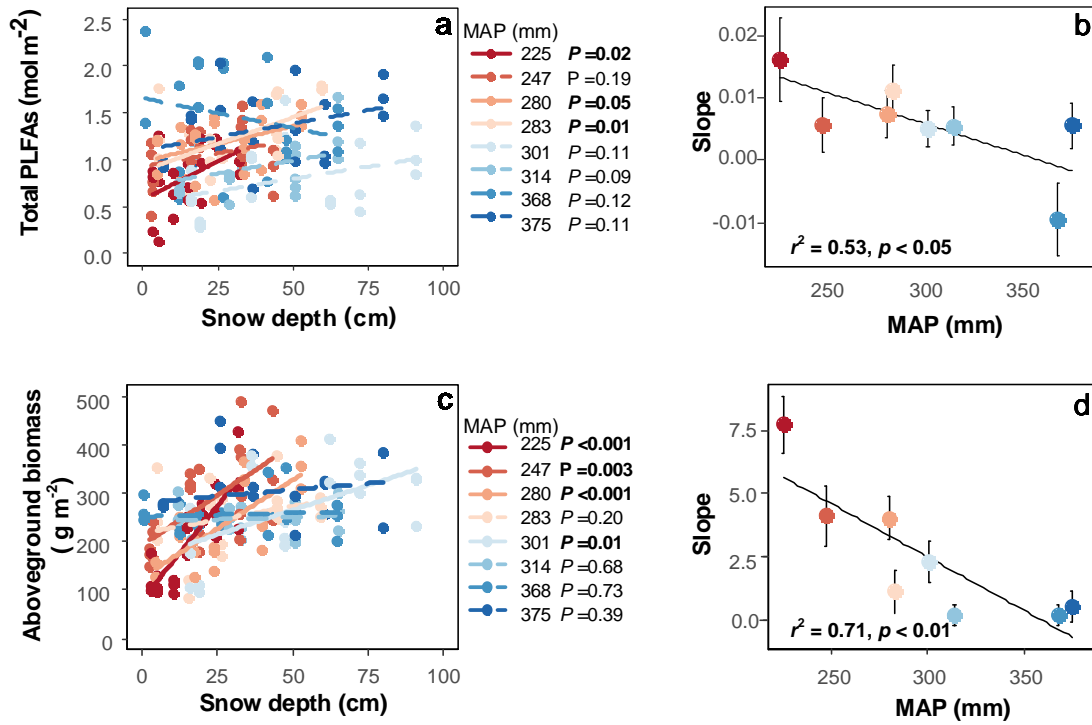 a
Total PLFAs (mol m-2)
2.5
2.0
1.5
1.0
0.5
0.0
0 25 50 75 100
Snow depth (cm)
MAP (mm)
225 P =0.02
247 P =0.19
280 P =0.05
283 P =0.01
301 P =0.11
314 P =0.09
368 P =0.12
375 P =0.11
b
Slope
0.02
0.01
0.00
-0.01
r2 = 0.53, p < 0.05
250 300 350
MAP (mm)
c
Aboveground biomass
( g m-2)
500
400
300
200
100
0
0 25 50 75 100
Snow depth (cm)
MAP (mm)
225 P <0.001
247 P =0.003
280 P <0.001
283 P =0.20
301 P =0.01
314 P =0.68
368 P =0.73
375 P =0.39
d
Slope
7.5
5.0
2.5
0.0
r2 = 0.71, p < 0.01
250 300 350
MAP (mm)